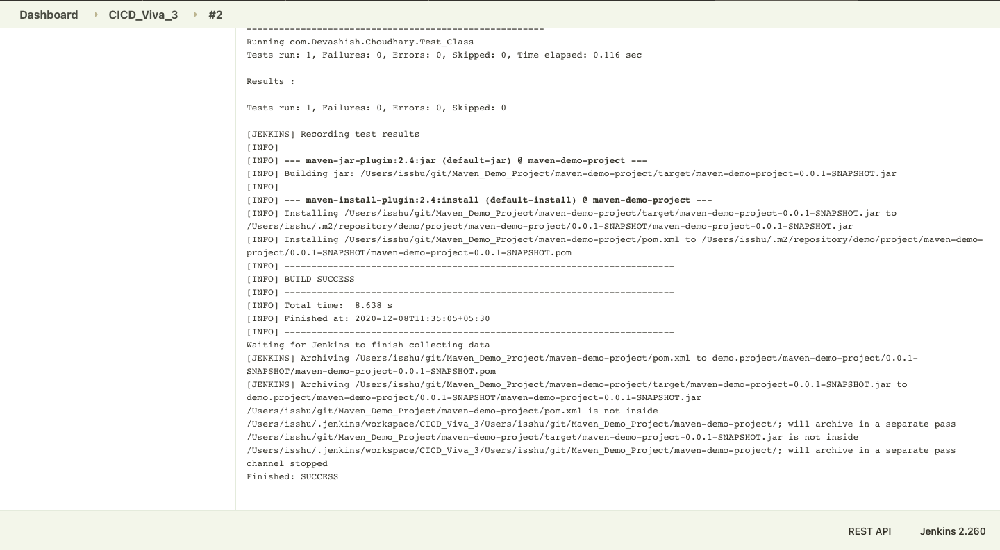 Dashboard CICD_Viva_3 #2
-------------------------------------------------------
Running com.Devashish.Choudhary.Test_Class
Tests run: 1, Failures: 0, Errors: 0, Skipped: 0, Time elapsed: 0.116 sec
Results :
Tests run: 1, Failures: 0, Errors: 0, Skipped: 0
[JENKINS] Recording test results
[INFO]
[INFO] --- maven-jar-plugin:2.4:jar (default-jar) @ maven-demo-project ---
[INFO] Building jar: /Users/isshu/git/Maven_Demo_Project/maven-demo-project/target/maven-demo-project-0.0.1-SNAPSHOT.jar
[INFO]
[INFO] --- maven-install-plugin:2.4:install (default-install) @ maven-demo-project ---
[INFO] Installing /Users/isshu/git/Maven_Demo_Project/maven-demo-project/target/maven-demo-project-0.0.1-SNAPSHOT.jar to
/Users/isshu/.m2/repository/demo/project/maven-demo-project/0.0.1-SNAPSHOT/maven-demo-project-0.0.1-SNAPSHOT.jar
[INFO] Installing /Users/isshu/git/Maven_Demo_Project/maven-demo-project/pom.xml to /Users/isshu/.m2/repository/demo/project/maven-demo-
project/0.0.1-SNAPSHOT/maven-demo-project-0.0.1-SNAPSHOT.pom
[INFO] ------------------------------------------------------------------------
[INFO] BUILD SUCCESS
[INFO] ------------------------------------------------------------------------
[INFO] Total time:  8.638 s
[INFO] Finished at: 2020-12-08T11:35:05+05:30
[INFO] ------------------------------------------------------------------------
Waiting for Jenkins to finish collecting data
[JENKINS] Archiving /Users/isshu/git/Maven_Demo_Project/maven-demo-project/pom.xml to demo.project/maven-demo-project/0.0.1-
SNAPSHOT/maven-demo-project-0.0.1-SNAPSHOT.pom
[JENKINS] Archiving /Users/isshu/git/Maven_Demo_Project/maven-demo-project/target/maven-demo-project-0.0.1-SNAPSHOT.jar to
demo.project/maven-demo-project/0.0.1-SNAPSHOT/maven-demo-project-0.0.1-SNAPSHOT.jar
/Users/isshu/git/Maven_Demo_Project/maven-demo-project/pom.xml is not inside
/Users/isshu/.jenkins/workspace/CICD_Viva_3/Users/isshu/git/Maven_Demo_Project/maven-demo-project/; will archive in a separate pass
/Users/isshu/git/Maven_Demo_Project/maven-demo-project/target/maven-demo-project-0.0.1-SNAPSHOT.jar is not inside
/Users/isshu/.jenkins/workspace/CICD_Viva_3/Users/isshu/git/Maven_Demo_Project/maven-demo-project/; will archive in a separate pass
channel stopped
Finished: SUCCESS
REST API Jenkins 2.260